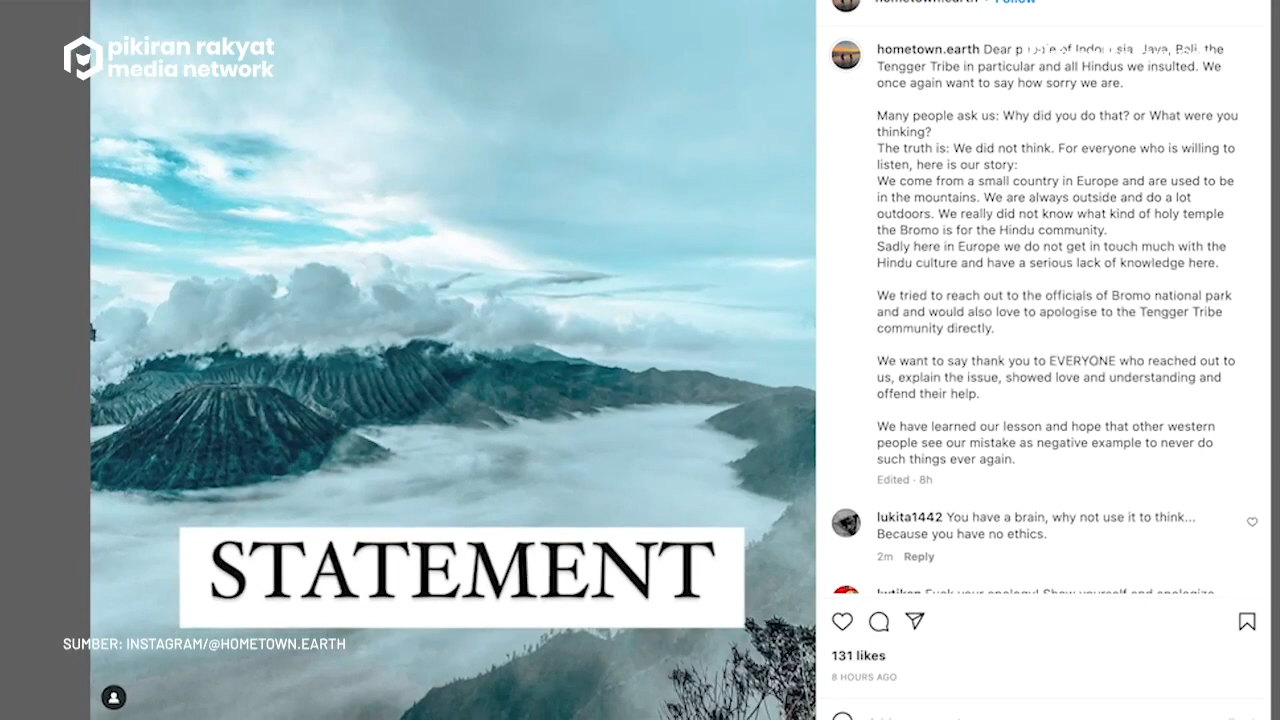 pikiran rakyat
media network
STATEMENT
SUMBER: INSTAGRAM/@HOMETOWN.EARTH
hometown.earth Dear of the
Tengger Tribe in particular and all Hindus we insulted. We
once again want to say how sorry we are.
Many people ask us: Why did you do that? or What were you
thinking?
The truth is: We did not think. For everyone who is willing to
listen, here is our story:
We come from a small country in Europe and are used to be
in the mountains. We are always outside and do a lot
outdoors. We really did not know what kind of holy temple
the Bromo is for the Hindu community.
Sadly here in Europe we do not get in touch much with the
Hindu culture and have a serious lack of knowledge here.
We tried to reach out to the officials of Bromo national park
and and would also love to apologise to the Tengger Tribe
community directly.
We want to say thank you to EVERYONE who reached out to
us, explain the issue, showed love and understanding and
offend their help.
We have learned our lesson and hope that other western
people see our mistake as negative example to never do
such things ever again.
Edited · 8h
lukita1442 You have a brain, why not use it to think...
Because you have no ethics.
2m Reply
131 likes
8 HOURS AGO